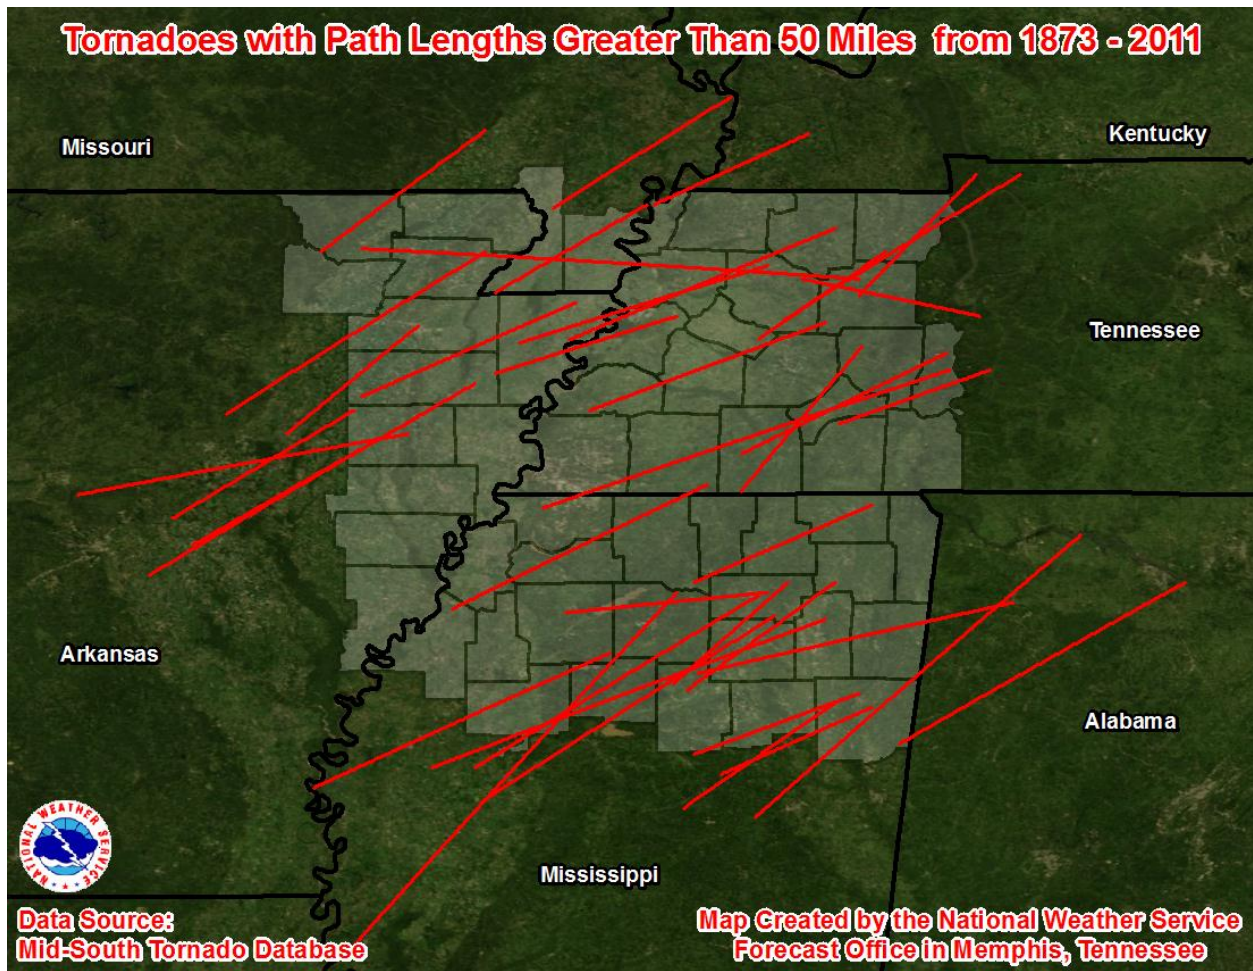 Tornadoes with Path Lengths Greater Than 50 Miles from 1873 - 2011
Missouri
Kentucky
Tennessee
Arkansas
Alabama
Mississippi
NATIONAL WEATHER SERVICE
Data Source:
Mid-South Tornado Database
Map Created by the National Weather Service
Forecast Office in Memphis, Tennessee